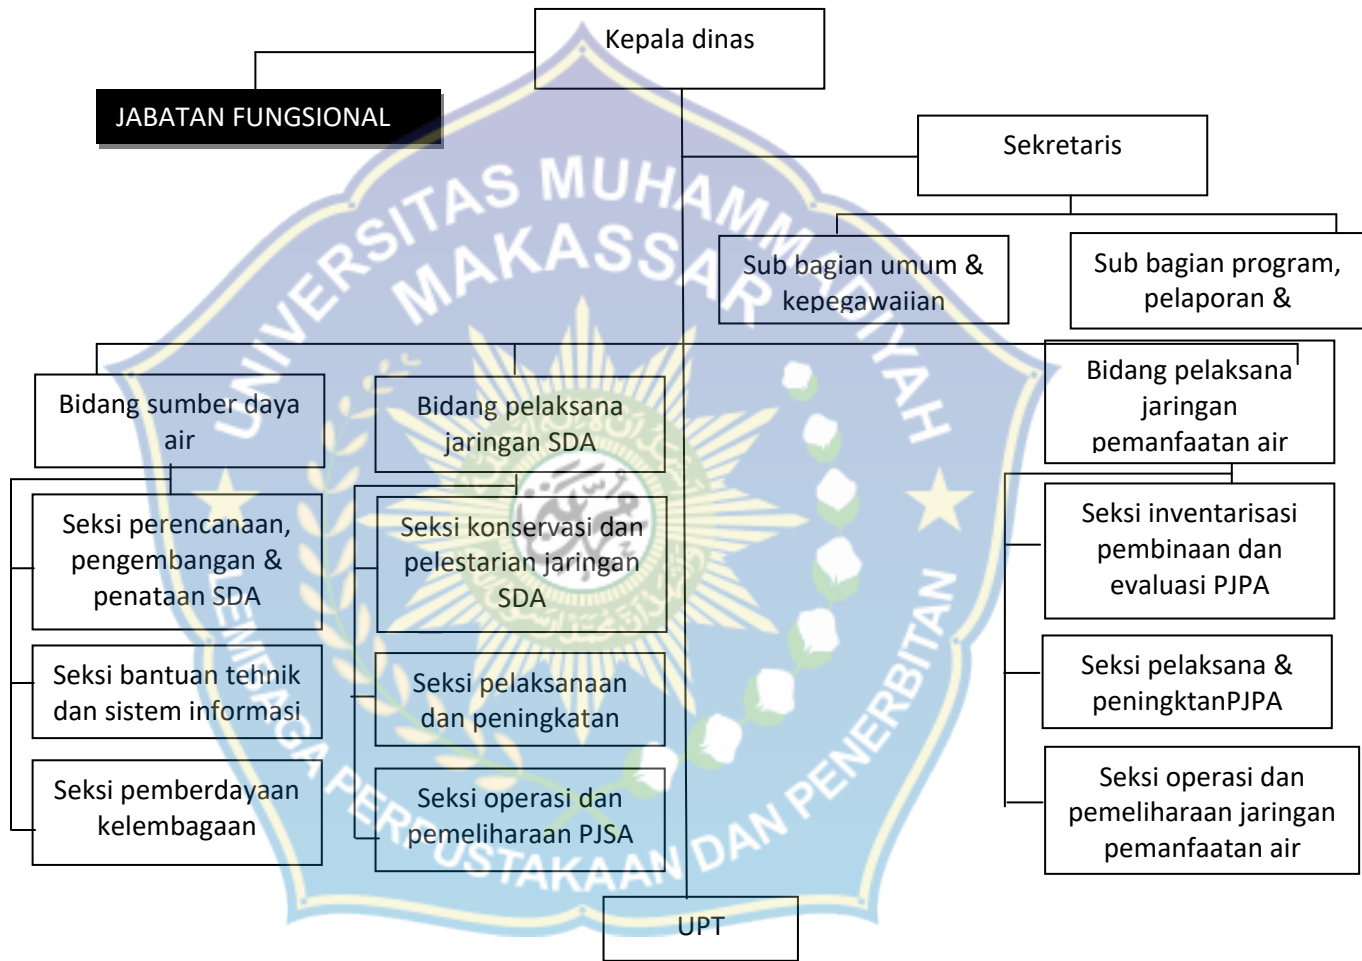 Kepala dinas
JABATAN FUNGSIONAL
Sekretaris
Sub bagian umum &
kepegawaiian
Sub bagian program,
pelaporan &
Bidang sumber daya
air
Bidang pelaksana
jaringan SDA
Bidang pelaksana
jaringan
pemanfaatan air
Seksi perencanaan,
pengembangan &
penataan SDA
Seksi konservasi dan
pelestarian jaringan
SDA
Seksi inventarisasi
pembinaan dan
evaluasi PJPA
Seksi bantuan tehnik
dan sistem informasi
Seksi pelaksanaan
dan peningkatan
Seksi pelaksana &
peningktanPJPA
Seksi pemberdayaan
kelembagaan
Seksi operasi dan
pemeliharaan PJSA
Seksi operasi dan
pemeliharaan jaringan
pemanfaatan air
UPT
UNIVERSITAS MUHAMMADIYAH
MAKASSAR
LEMBAGA PERPUSTAKAAN DAN PENERBITAN